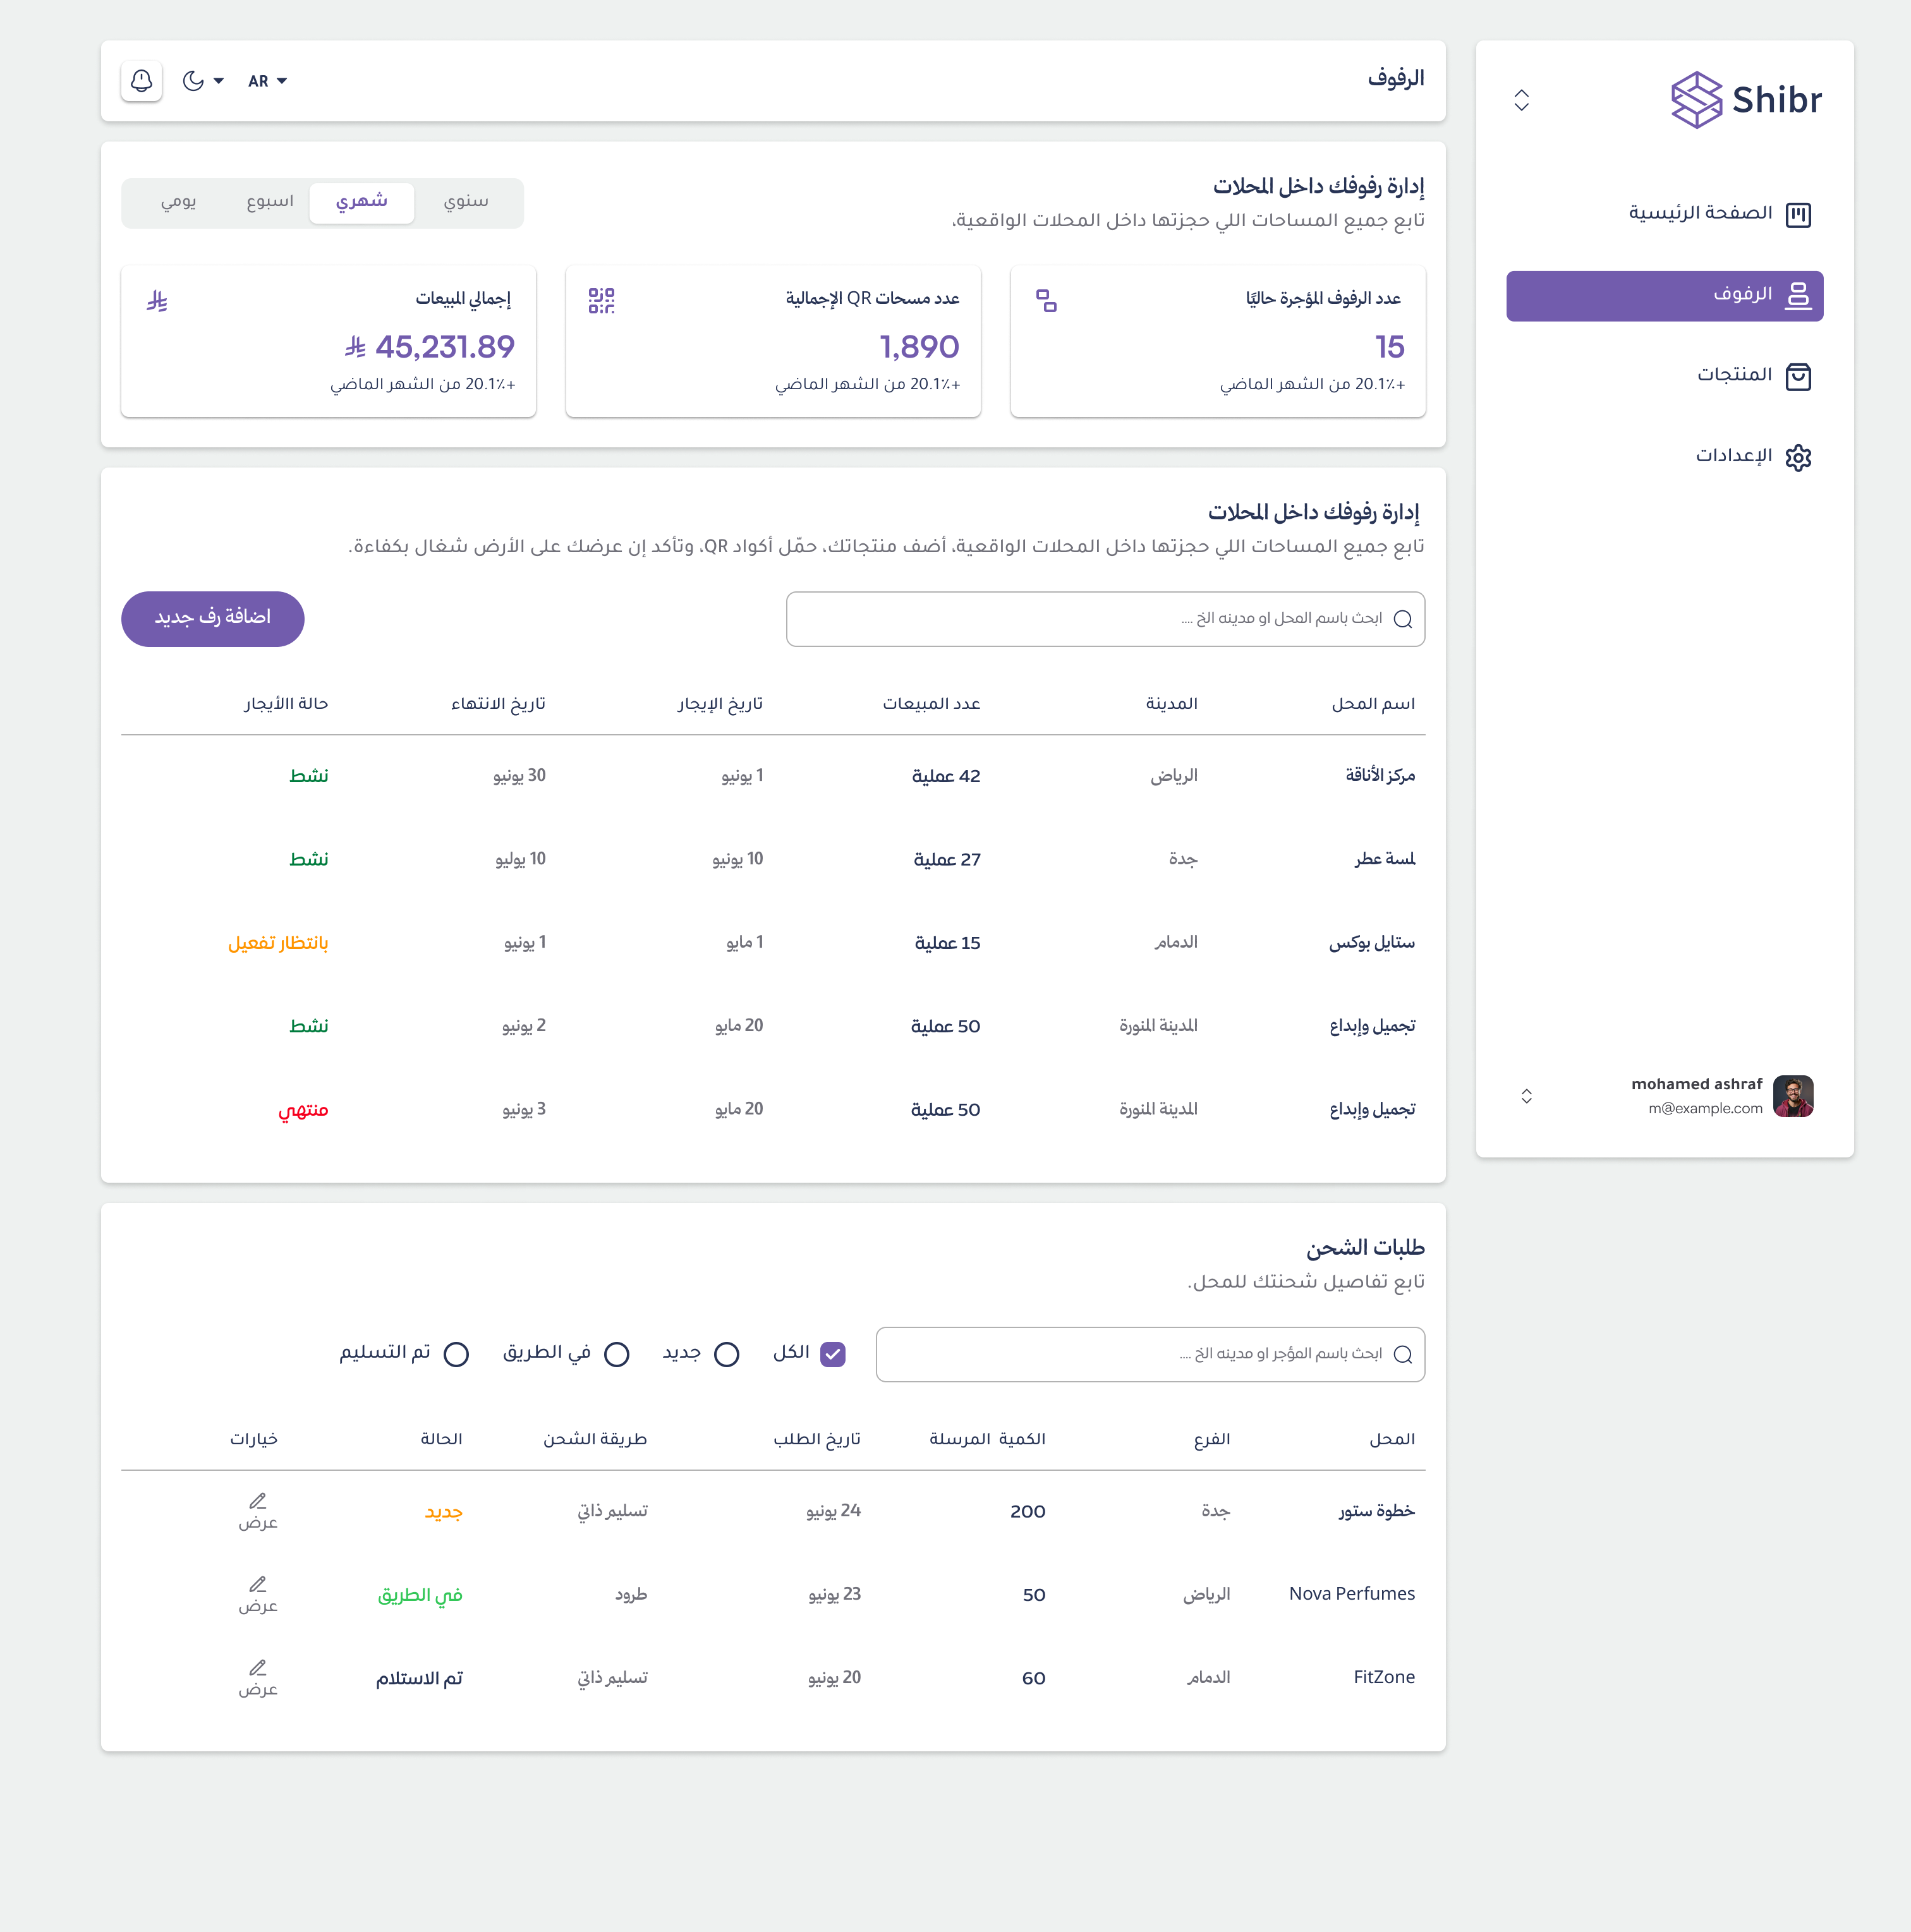 Shibr
الصفحة الرئيسية
الرفوف
المنتجات
الإعدادات
mohamed ashraf
m@example.com
الرفوف
AR
إدارة رفوفك داخل المحلات
تابع جميع المساحات اللي حجزتها داخل المحلات الواقعية،
سنوي شهري اسبوع يومي
عدد الرفوف المؤجرة حاليًا
15
+20.1٪ من الشهر الماضي
عدد مسحات QR الإجمالية
1,890
+20.1٪ من الشهر الماضي
إجمالي المبيعات
45,231.89
+20.1٪ من الشهر الماضي
إدارة رفوفك داخل المحلات
تابع جميع المساحات اللي حجزتها داخل المحلات الواقعية، أضف منتجاتك، حمّل أكواد QR، وتأكد إن عرضك على الأرض شغال بكفاءة.
ابحث باسم المحل او مدينه الخ ....
اضافة رف جديد
اسم المحل المدينة عدد المبيعات تاريخ الإيجار تاريخ الانتهاء حالة االأيجار
مركز الأناقة الرياض 42 عملية 1 يونيو 30 يونيو نشط
لمسة عطر جدة 27 عملية 10 يونيو 10 يوليو نشط
ستايل بوكس الدمام 15 عملية 1 مايو 1 يونيو بانتظار تفعيل
تجميل وإبداع المدينة المنورة 50 عملية 20 مايو 2 يونيو نشط
تجميل وإبداع المدينة المنورة 50 عملية 20 مايو 3 يونيو منتهي
طلبات الشحن
تابع تفاصيل شحنتك للمحل.
ابحث باسم المؤجر او مدينه الخ ....
الكل جديد في الطريق تم التسليم
المحل الفرع الكمية المرسلة تاريخ الطلب طريقة الشحن الحالة خيارات
خطوة ستور جدة 200 24 يونيو تسليم ذاتي جديد عرض
Nova Perfumes الرياض 50 23 يونيو طرود في الطريق عرض
FitZone الدمام 60 20 يونيو تسليم ذاتي تم الاستلام عرض